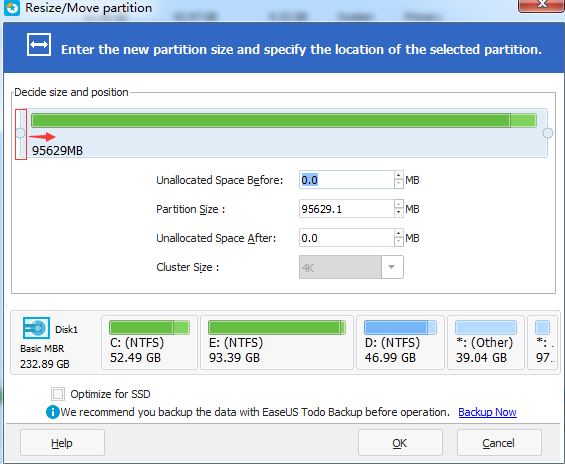 Resize/Move partition
Enter the new partition size and specify the location of the selected partition.
Decide size and position
95629MB
Unallocated Space Before: 0.0 MB
Partition Size : 95629.1 MB
Unallocated Space After: 0.0 MB
Cluster Size : 4K
Disk1
Basic MBR
232.89 GB
C: (NTFS)
52.49 GB
E: (NTFS)
93.39 GB
D: (NTFS)
46.99 GB
*: (Other)
39.04 GB
*: .
97...
Optimize for SSD
We recommend you backup the data with EaseUS Todo Backup before operation. Backup Now
Help OK Cancel